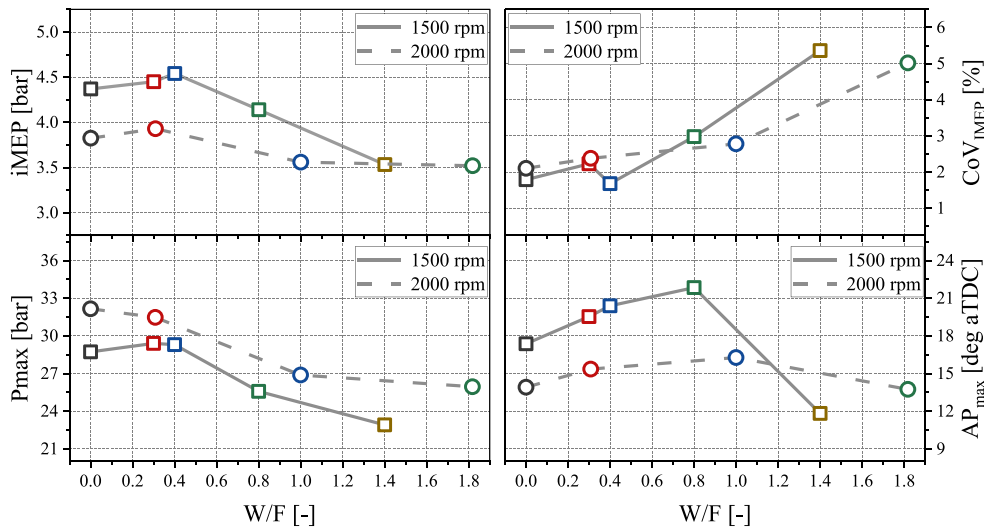 5.0
4.5
4.0
3.5
3.0
iMEP [bar]
1500 rpm
2000 rpm
1500 rpm
2000 rpm
6
5
4
3
2
1
CoV_IMEP [%]
36
33
30
27
24
21
Pmax [bar]
1500 rpm
2000 rpm
1500 rpm
2000 rpm
24
21
18
15
12
9
AP_max [deg aTDC]
0.0 0.2 0.4 0.6 0.8 1.0 1.2 1.4 1.6 1.8
W/F [-]
0.0 0.2 0.4 0.6 0.8 1.0 1.2 1.4 1.6 1.8
W/F [-]